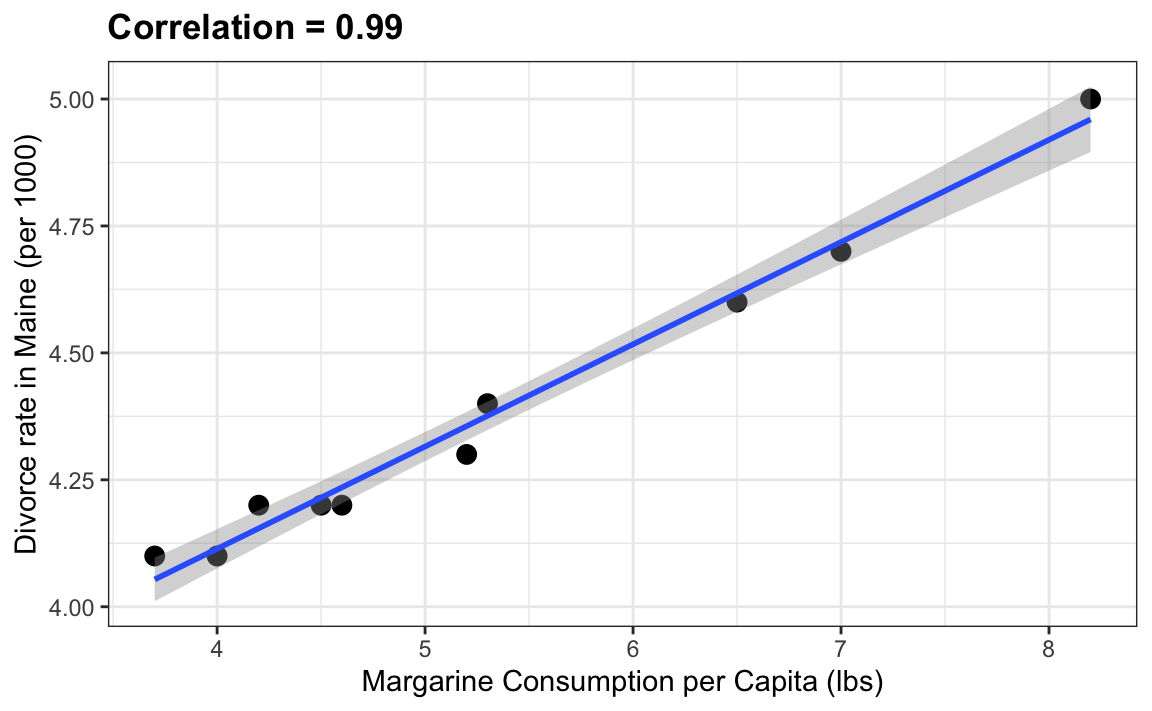 Correlation = 0.99
Divorce rate in Maine (per 1000)
5.00
4.75
4.50
4.25
4.00
4 5 6 7 8
Margarine Consumption per Capita (lbs)